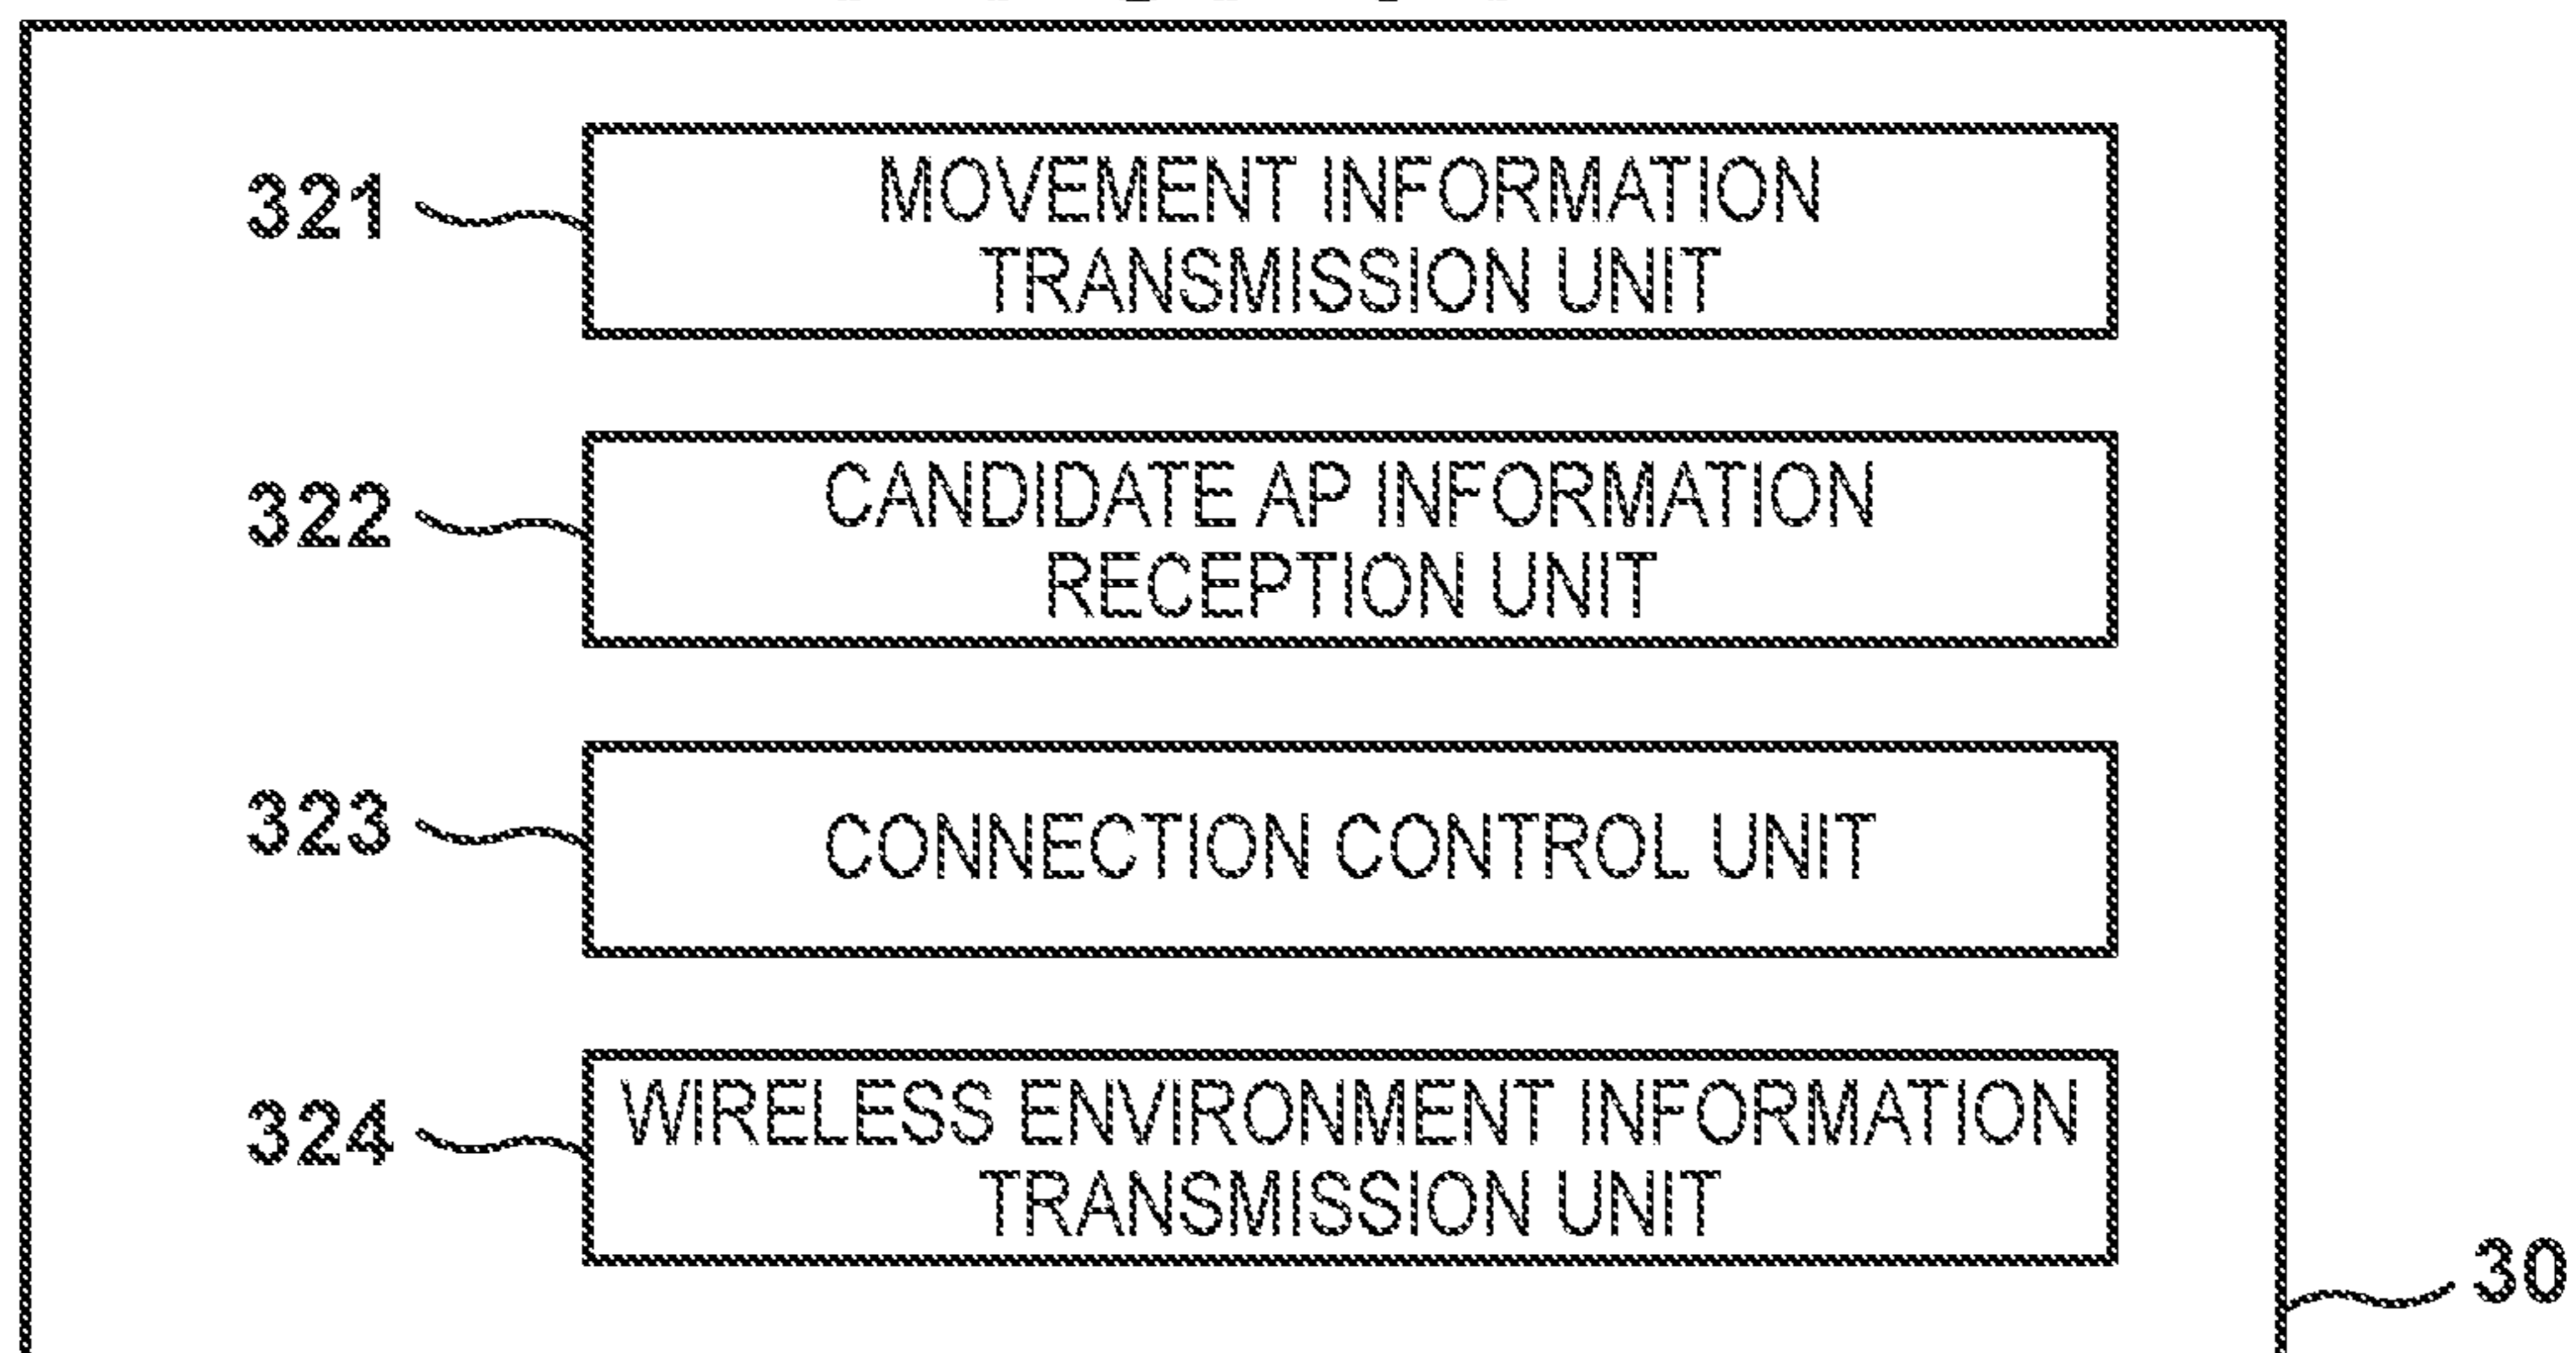 321
MOVEMENT INFORMATION
TRANSMISSION UNIT
322
CANDIDATE AP INFORMATION
RECEPTION UNIT
323
CONNECTION CONTROL UNIT
324
WIRELESS ENVIRONMENT INFORMATION
TRANSMISSION UNIT
30